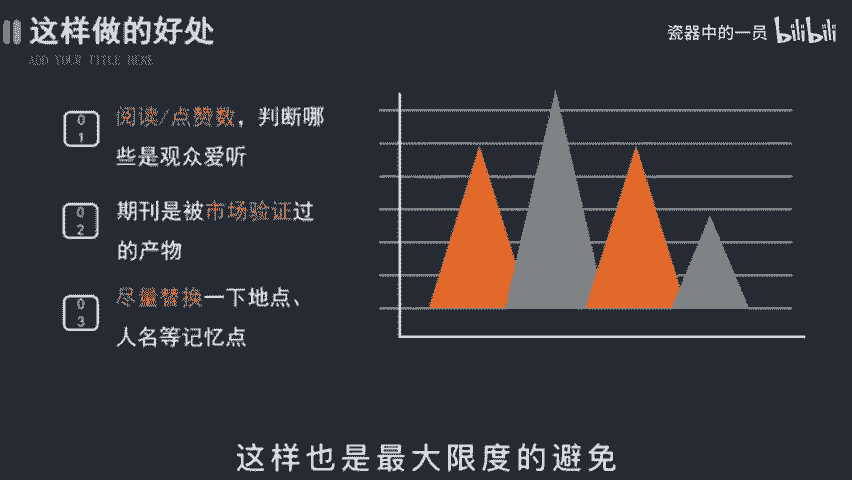 这样做的好处
瓷器中的一员 bilibili
ADD YOUR TITLE HERE
01
阅读/点赞数，判断哪
些是观众爱听
02
期刊是被市场验证过
的产物
03
尽量替换一下地点、
人名等记忆点
这样也是最大限度的避免